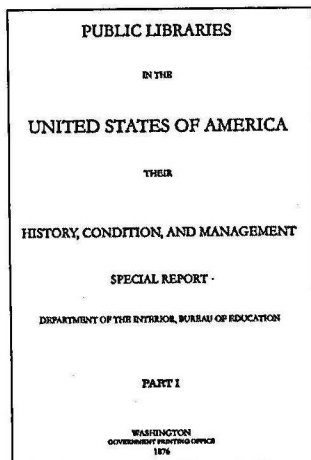 PUBLIC LIBRARIES
IN THE
UNITED STATES OF AMERICA
THEIR
HISTORY, CONDITION, AND MANAGEMENT
SPECIAL REPORT -
DEPARTMENT OF THE INTERIOR, BUREAU OF EDUCATION
PART I
WASHINGTON
GOVERNMENT PRINTING OFFICE
1876